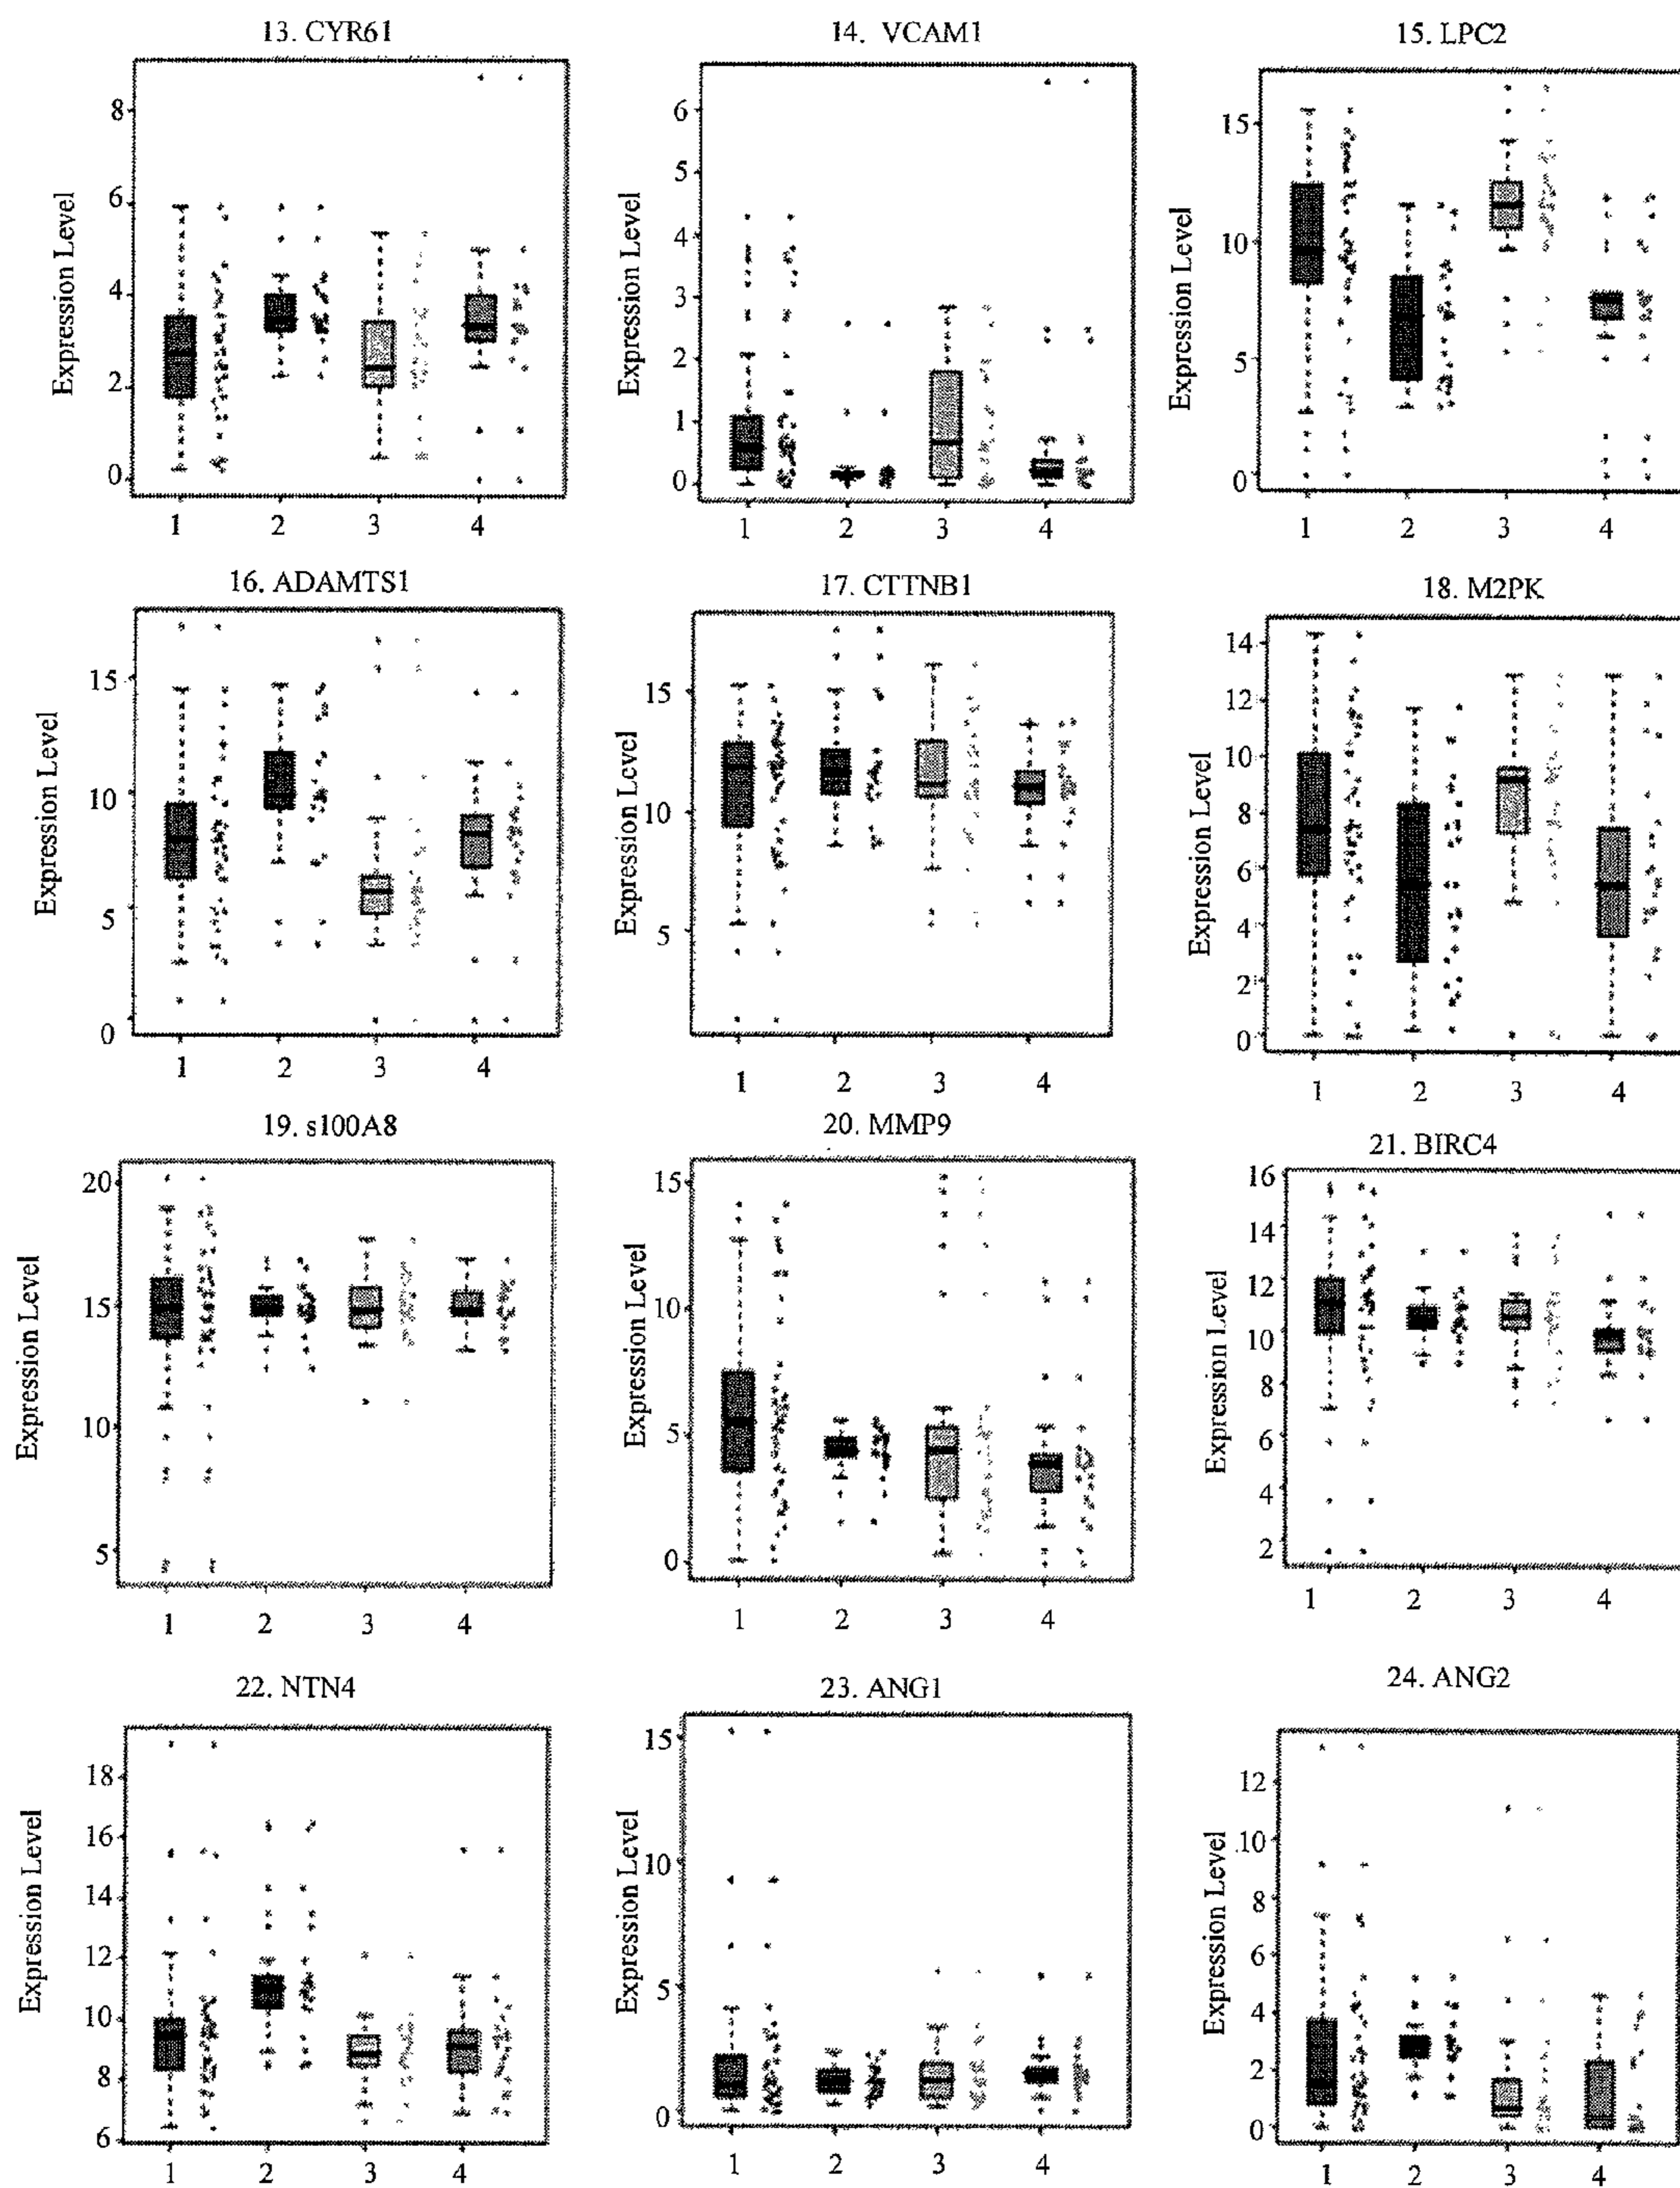 13. CYR61
Expression Level
8
6
4
2
0
1 2 3 4
14. VCAM1
Expression Level
6
5
4
3
2
1
0
1 2 3 4
15. LPC2
Expression Level
15
10
5
0
1 2 3 4
16. ADAMTS1
Expression Level
15
10
5
0
1 2 3 4
17. CTTNB1
Expression Level
15
10
5
1 2 3 4
18. M2PK
Expression Level
14
12
10
8
6
4
2
0
1 2 3 4
19. s100A8
Expression Level
20
15
10
5
1 2 3 4
20. MMP9
Expression Level
15
10
5
0
1 2 3 4
21. BIRC4
Expression Level
16
14
12
10
8
6
4
2
1 2 3 4
22. NTN4
Expression Level
18
16
14
12
10
8
6
1 2 3 4
23. ANG1
Expression Level
15
10
5
0
1 2 3 4
24. ANG2
Expression Level
12
10
8
6
4
2
0
1 2 3 4